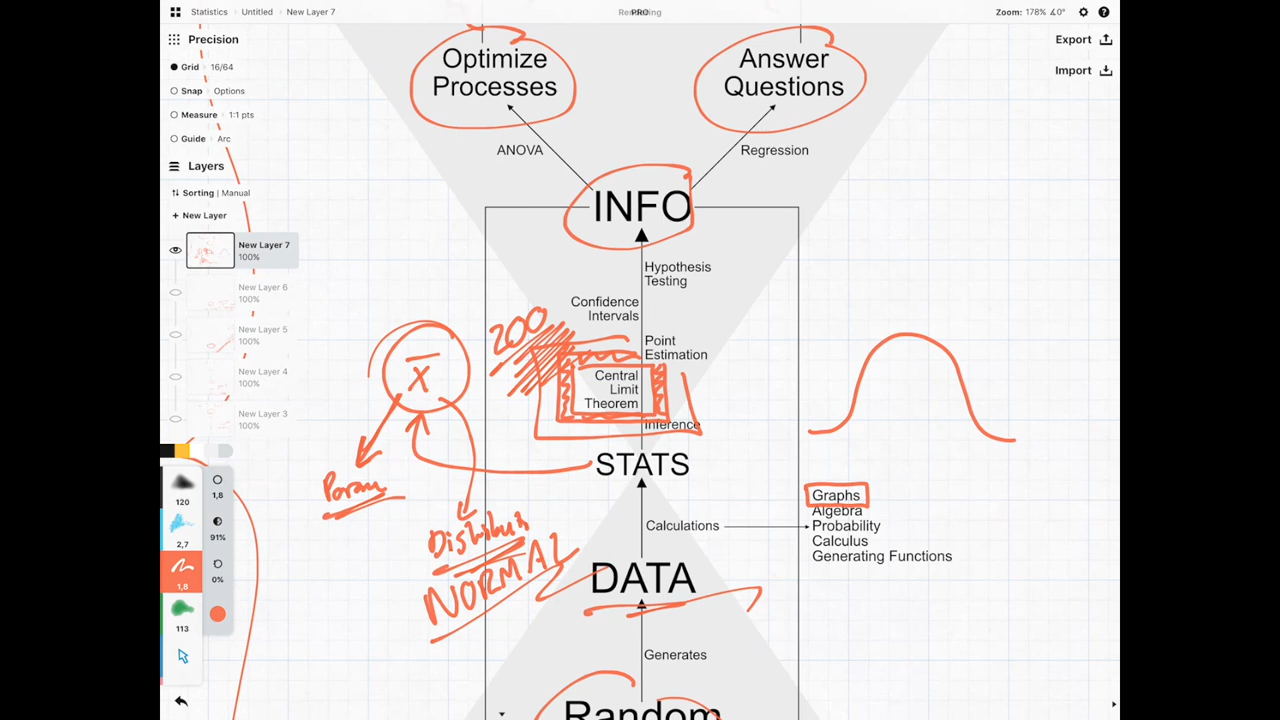 Statistics Untitled New Layer 7
PRO
Zoom: 178% ∡0°
Precision
Grid 16/64
Snap Options
Measure 1:1 pts
Guide Arc
Layers
Sorting | Manual
+ New Layer
New Layer 7
100%
New Layer 6
100%
New Layer 5
100%
New Layer 4
100%
New Layer 3
100%
120
2,7
1,8
113
1,8
91%
0%
Export
Import
Optimize
Processes
Answer
Questions
ANOVA
Regression
INFO
Hypothesis
Testing
Confidence
Intervals
200
Point
Estimation
Central
Limit
Theorem
Inference
x̄
STATS
Param
Distributn
NORMAL
Calculations
Graphs
Algebra
Probability
Calculus
Generating Functions
DATA
Generates
Random